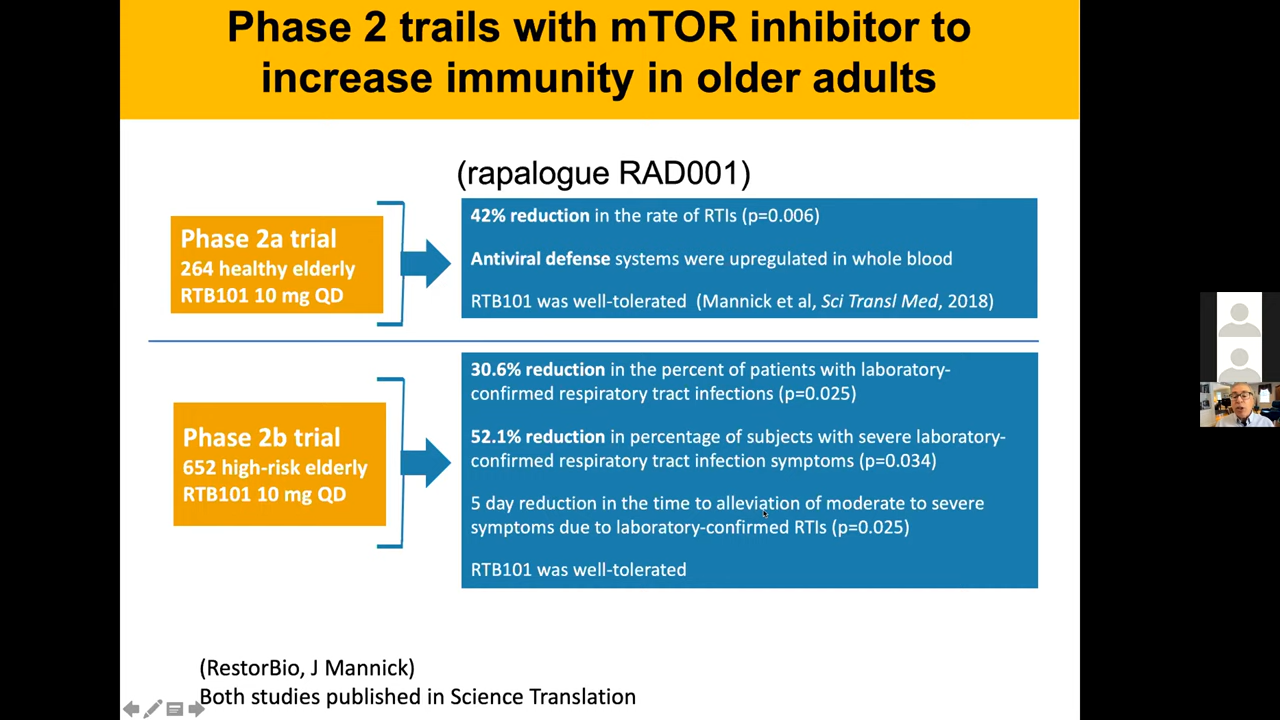 Phase 2 trails with mTOR inhibitor to
increase immunity in older adults
(rapalogue RAD001)
Phase 2a trial
264 healthy elderly
RTB101 10 mg QD
42% reduction in the rate of RTIs (p=0.006)
Antiviral defense systems were upregulated in whole blood
RTB101 was well-tolerated (Mannick et al, Sci Transl Med, 2018)
Phase 2b trial
652 high-risk elderly
RTB101 10 mg QD
30.6% reduction in the percent of patients with laboratory-
confirmed respiratory tract infections (p=0.025)
52.1% reduction in percentage of subjects with severe laboratory-
confirmed respiratory tract infection symptoms (p=0.034)
5 day reduction in the time to alleviation of moderate to severe
symptoms due to laboratory-confirmed RTIs (p=0.025)
RTB101 was well-tolerated
(RestorBio, J Mannick)
Both studies published in Science Translation